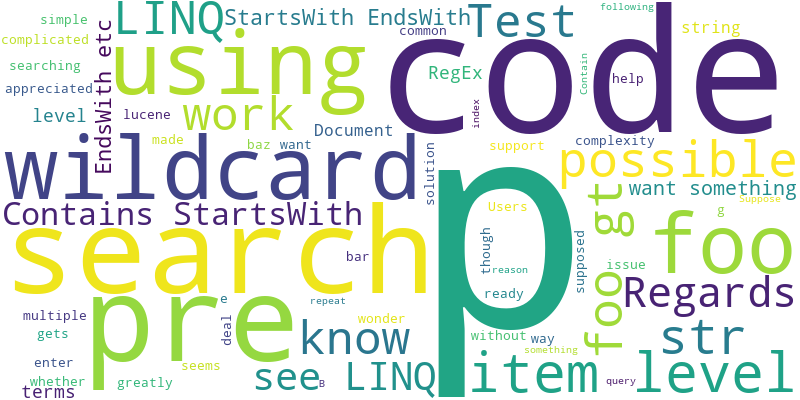 simple
complicated
searching
appreciated
level
EndsWith etc
LINQ
StartsWith EndsWith
using
lucene
work
made
baz
want
Document
common
RegEx
index
Test
following
Contain
string
help
code
wildcard
solution
support
complexity
possible
want something
Contains StartsWith
search
p
Users
Suppose
g
foo gt
foo
bar
though
supposed
issue
ready
reason
pre
e
repeat
multiple
gets
enter
whether
terms
greatly
deal
seems
wonder
know
see LINQ
B
without
way
something
item level
query
Regards
str